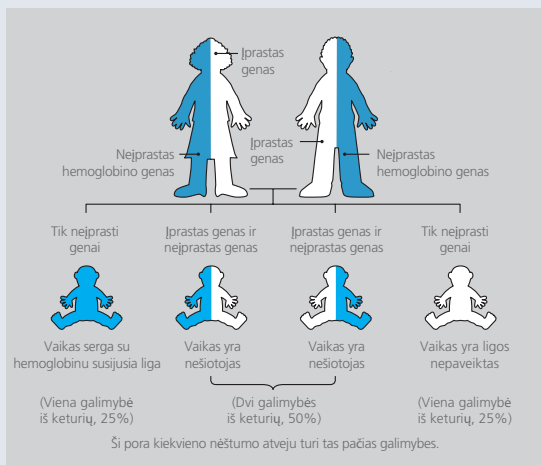 Įprastas
genas
Įprastas
genas
Neįprastas
hemoglobino genas
Neįprastas
hemoglobino genas
Tik neįprasti
genai
Įprastas genas ir
neįprastas genas
Įprastas genas ir
neįprastas genas
Tik neįprasti
genai
Vaikas serga su
hemoglobinu susijusia liga
Vaikas yra
nešiotojas
Vaikas yra
nešiotojas
Vaikas yra ligos
nepaveiktas
(Viena galimybė
iš keturių, 25%)
(Dvi galimybės
iš keturių, 50%)
(Viena galimybė
iš keturių, 25%)
Ši pora kiekvieno nėštumo atveju turi tas pačias galimybes.